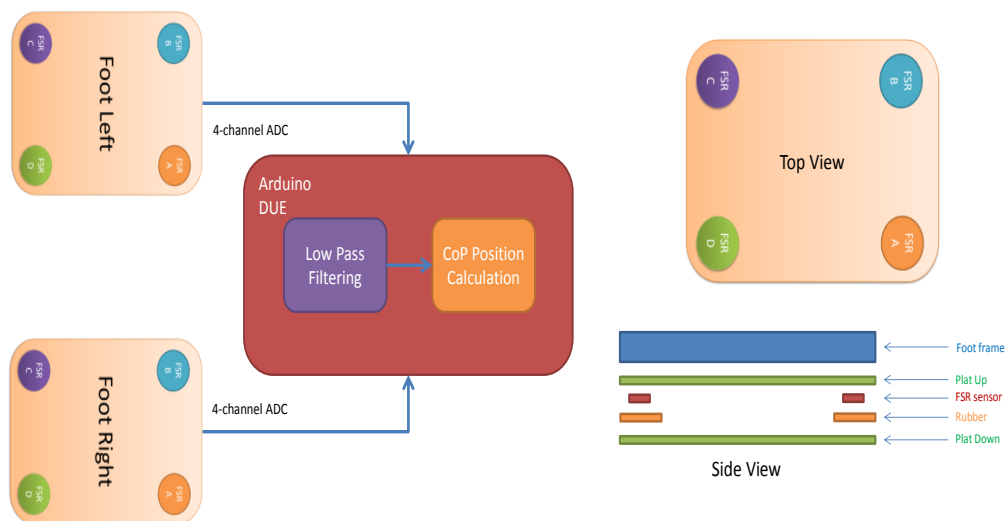 FSR
C
FSR
B
Foot Left
FSR
D
FSR
A
4-channel ADC
Arduino
DUE
Low Pass
Filtering
CoP Position
Calculation
FSR
C
FSR
B
Foot Right
FSR
D
FSR
A
4-channel ADC
FSR
C
FSR
B
Top View
FSR
D
FSR
A
Foot frame
Plat Up
FSR sensor
Rubber
Plat Down
Side View